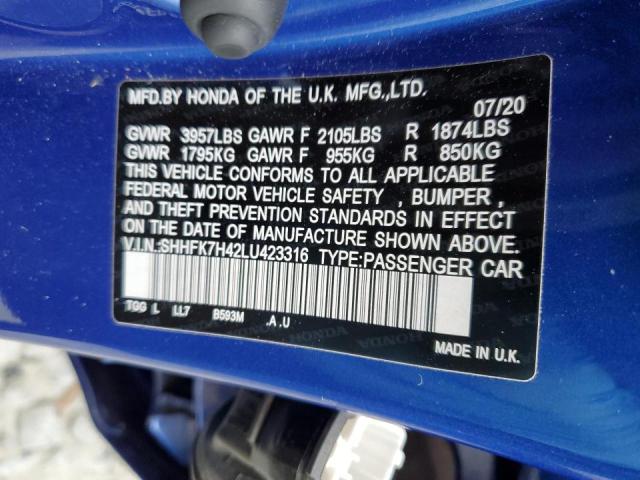 MFD.BY HONDA OF THE U.K. MFG.,LTD.
07/20
GVWR 3957LBS GAWR F 2105LBS R 1874LBS
GVWR 1795KG GAWR F 955KG R 850KG
THIS VEHICLE CONFORMS TO ALL APPLICABLE
FEDERAL MOTOR VEHICLE SAFETY , BUMPER ,
AND THEFT PREVENTION STANDARDS IN EFFECT
ON THE DATE OF MANUFACTURE SHOWN ABOVE.
V.I.N.:SHHFK7H42LU423316 TYPE:PASSENGER CAR
TGG L LL7 B593M .A.U
MADE IN U.K.